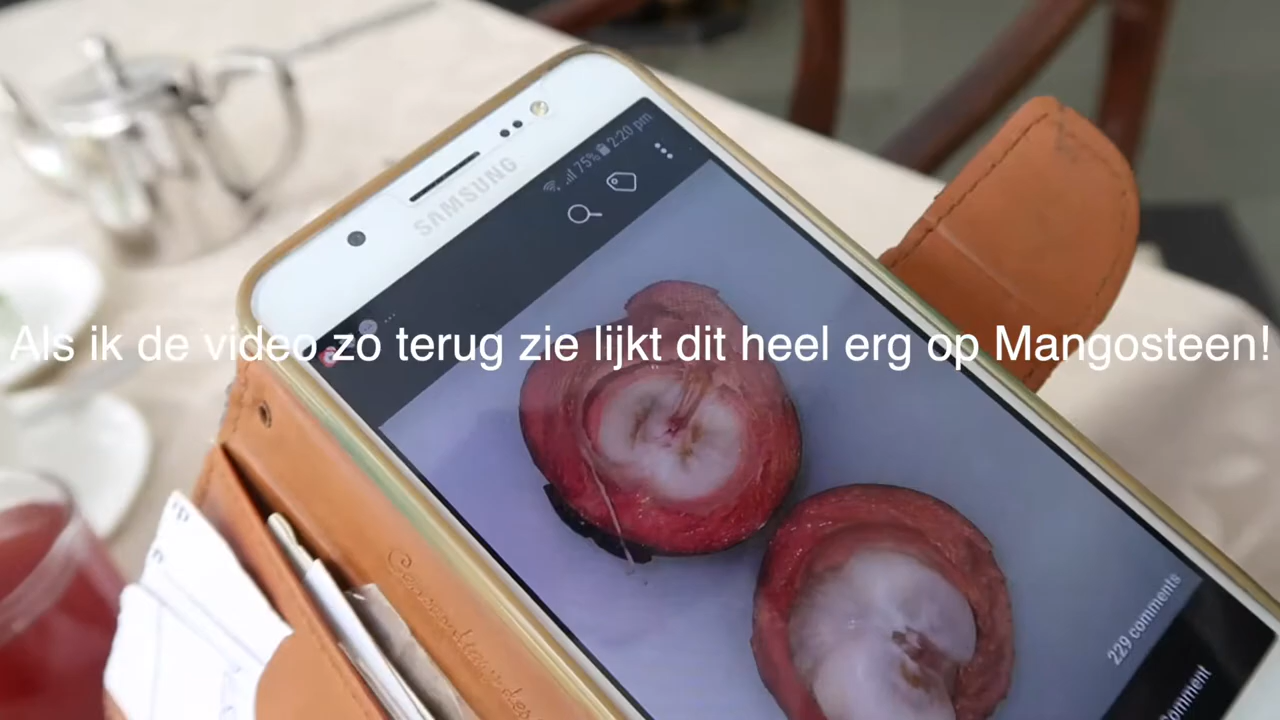 SAMSUNG
75% 2:20 pm
Als ik de video zo terug zie lijkt dit heel erg op Mangosteen!
229 comments